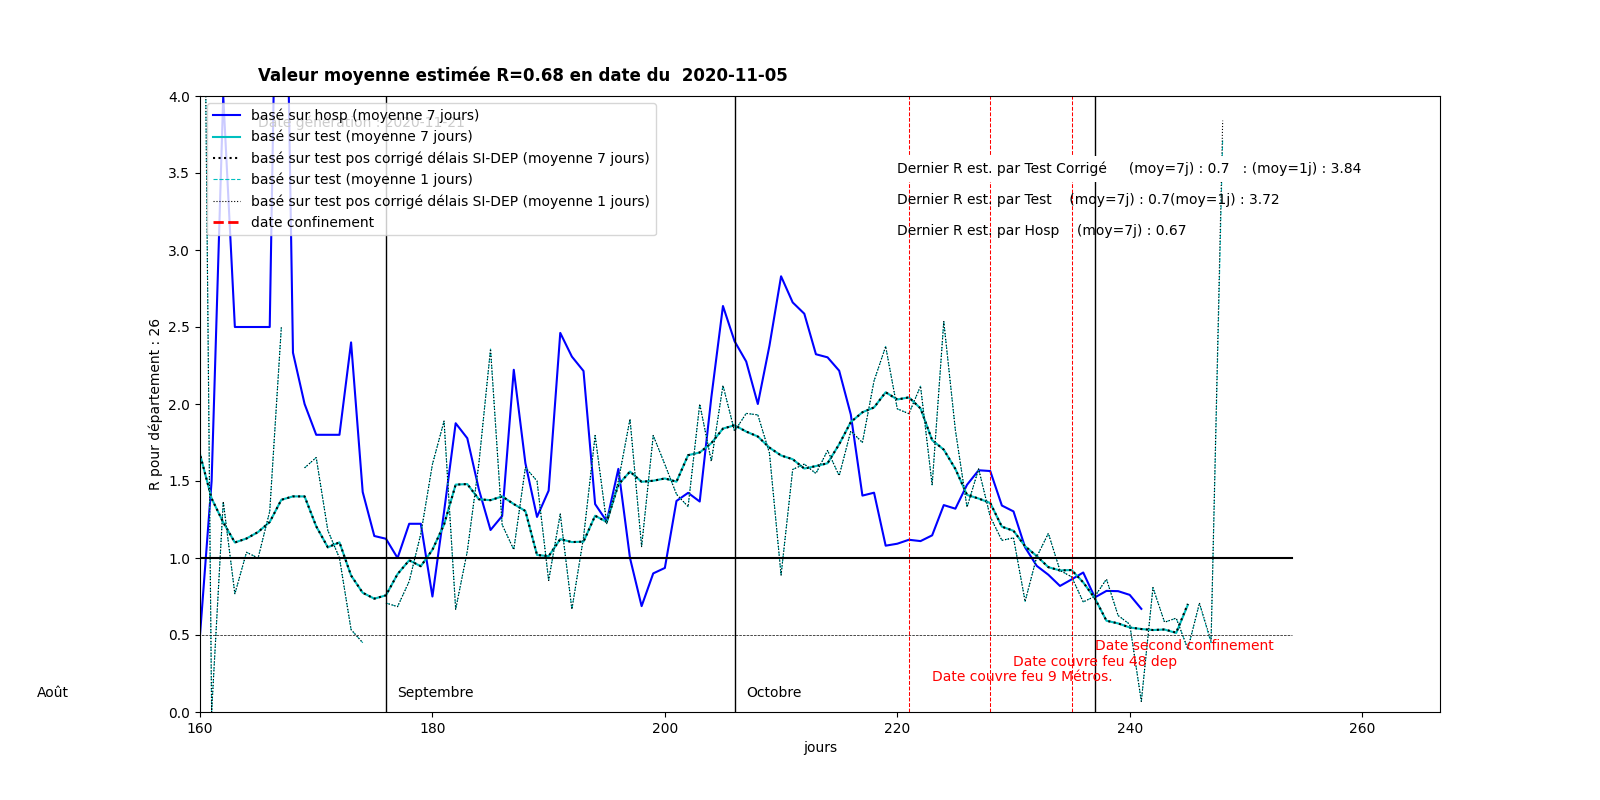 Valeur moyenne estimée R=0.68 en date du  2020-11-05
Date génération : 2020-11-21
basé sur hosp (moyenne 7 jours)
basé sur test (moyenne 7 jours)
basé sur test pos corrigé délais SI-DEP (moyenne 7 jours)
basé sur test (moyenne 1 jours)
basé sur test pos corrigé délais SI-DEP (moyenne 1 jours)
date confinement
Dernier R est. par Test Corrigé (moy=7j) : 0.7 : (moy=1j) : 3.84
Dernier R est. par Test (moy=7j) : 0.7(moy=1j) : 3.72
Dernier R est. par Hosp (moy=7j) : 0.67
4.0
3.5
3.0
2.5
2.0
1.5
1.0
0.5
0.0
R pour département : 26
Date second confinement
Date couvre feu 48 dep
Date couvre feu 9 Métros.
Août
Septembre
Octobre
160 180 200 220 240 260
jours